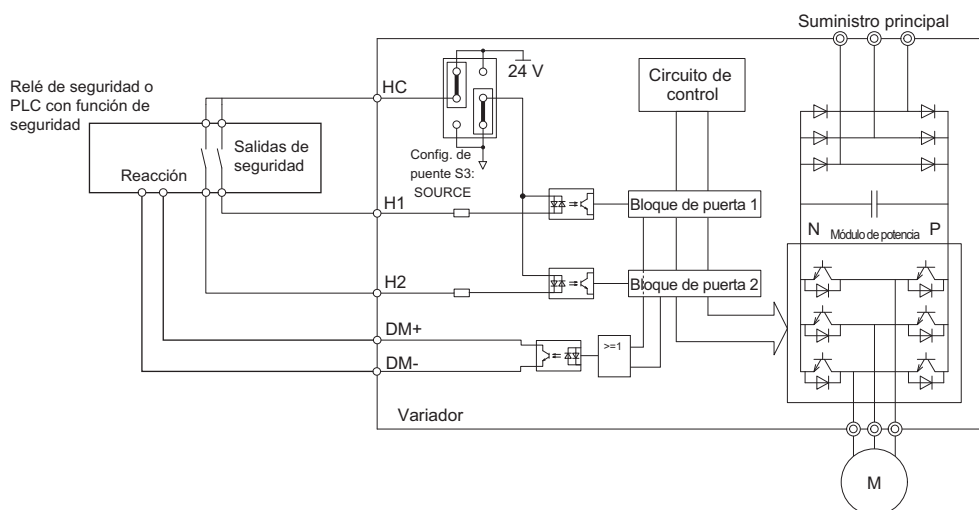 Suministro principal
Relé de seguridad o
PLC con función de
seguridad
HC
24 V
Circuito de
control
Salidas de
seguridad
Reacción
Config. de
puente S3:
SOURCE
H1
Bloque de puerta 1
N
Módulo de potencia
P
H2
Bloque de puerta 2
DM+
>=1
DM-
Variador
M